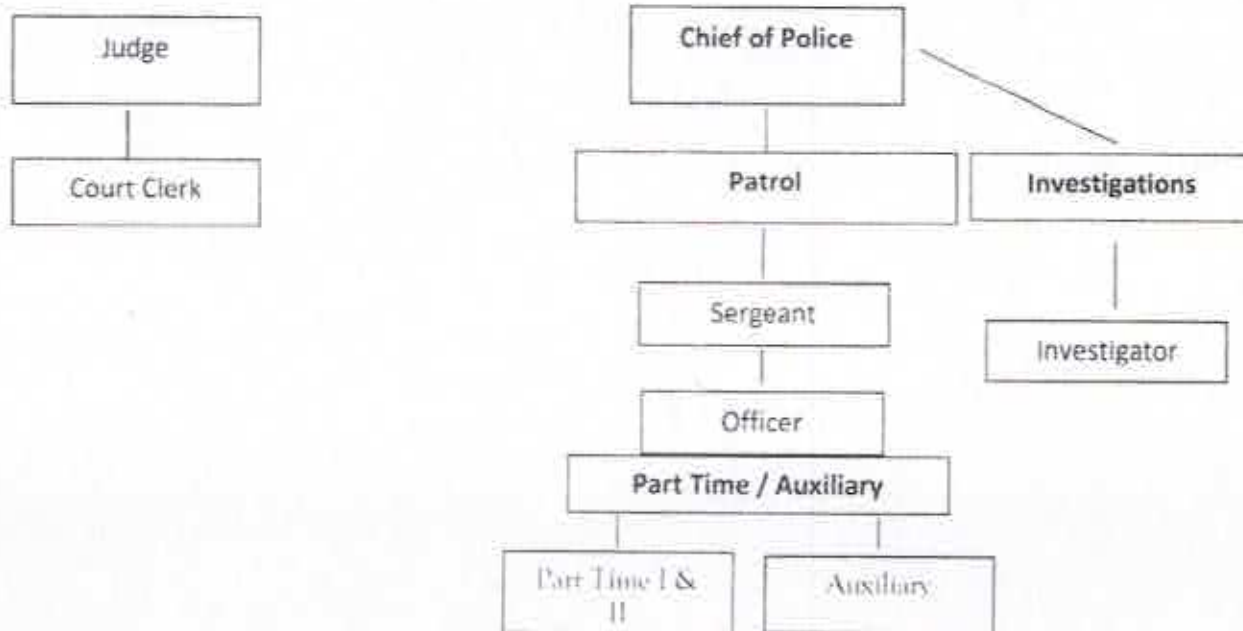 Judge
Chief of Police
Court Clerk
Patrol
Investigations
Sergeant
Investigator
Officer
Part Time / Auxiliary
Part Time I &
II
Auxiliary